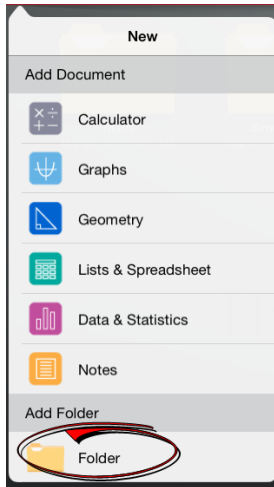 New
Add Document
Calculator
Graphs
Geometry
Lists & Spreadsheet
Data & Statistics
Notes
Add Folder
Folder